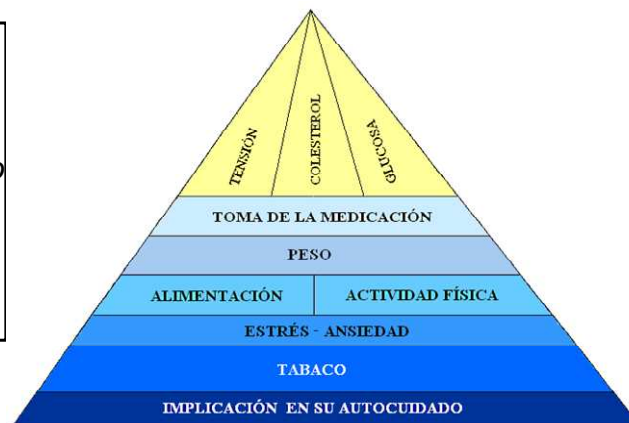 TENSIÓN
COLESTEROL
GLUCOSA
TOMA DE LA MEDICACIÓN
PESO
ALIMENTACIÓN ACTIVIDAD FÍSICA
ESTRÉS - ANSIEDAD
TABACO
IMPLICACIÓN EN SU AUTOCUIDADO